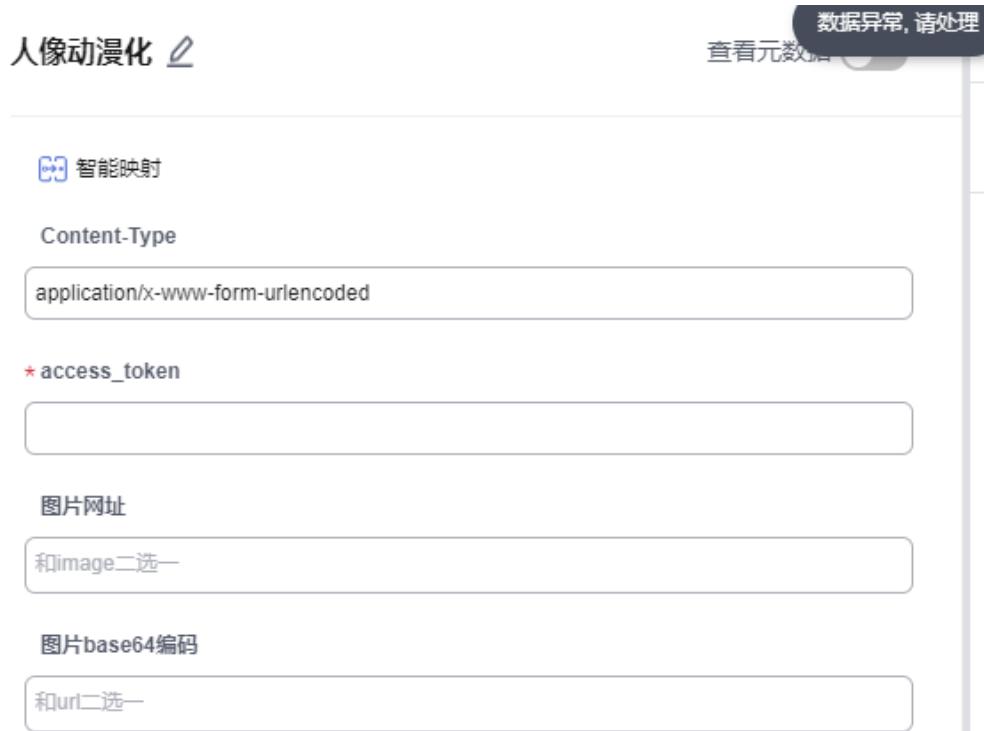 数据异常, 请处理
人像动漫化
查看元数据
智能映射
Content-Type
application/x-www-form-urlencoded
* access_token
图片网址
和image二选一
图片base64编码
和url二选一